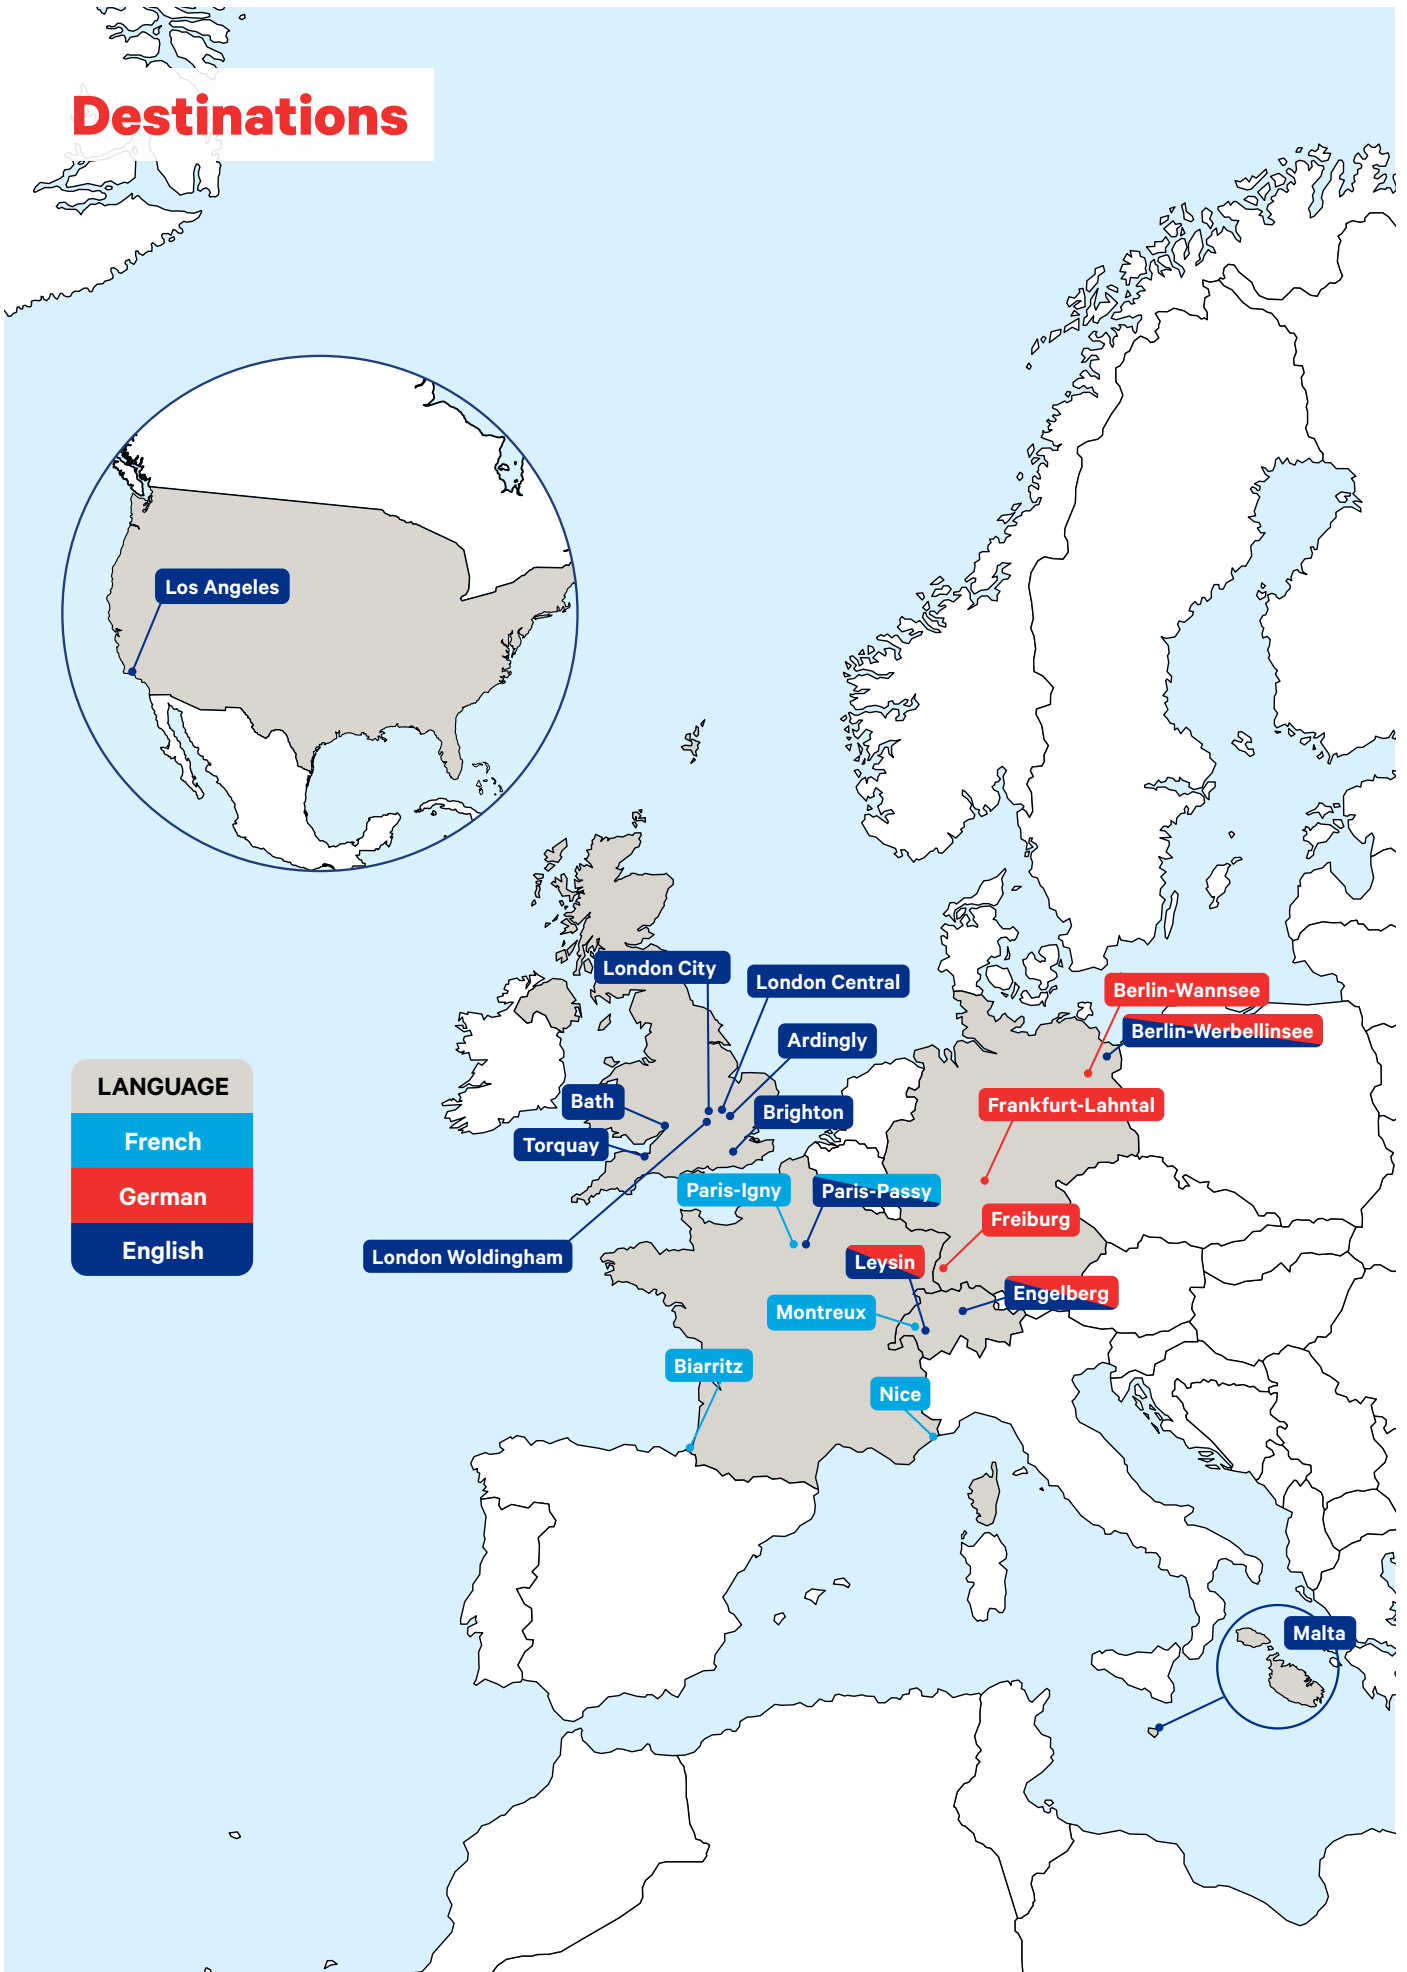 Destinations
Los Angeles
London City
London Central
Ardingly
Bath
Brighton
Torquay
London Woldingham
Berlin-Wannsee
Berlin-Werbellinsee
Frankfurt-Lahntal
Paris-Igny
Paris-Passy
Freiburg
Leysin
Engelberg
Montreux
Biarritz
Nice
Malta
LANGUAGE
French
German
English